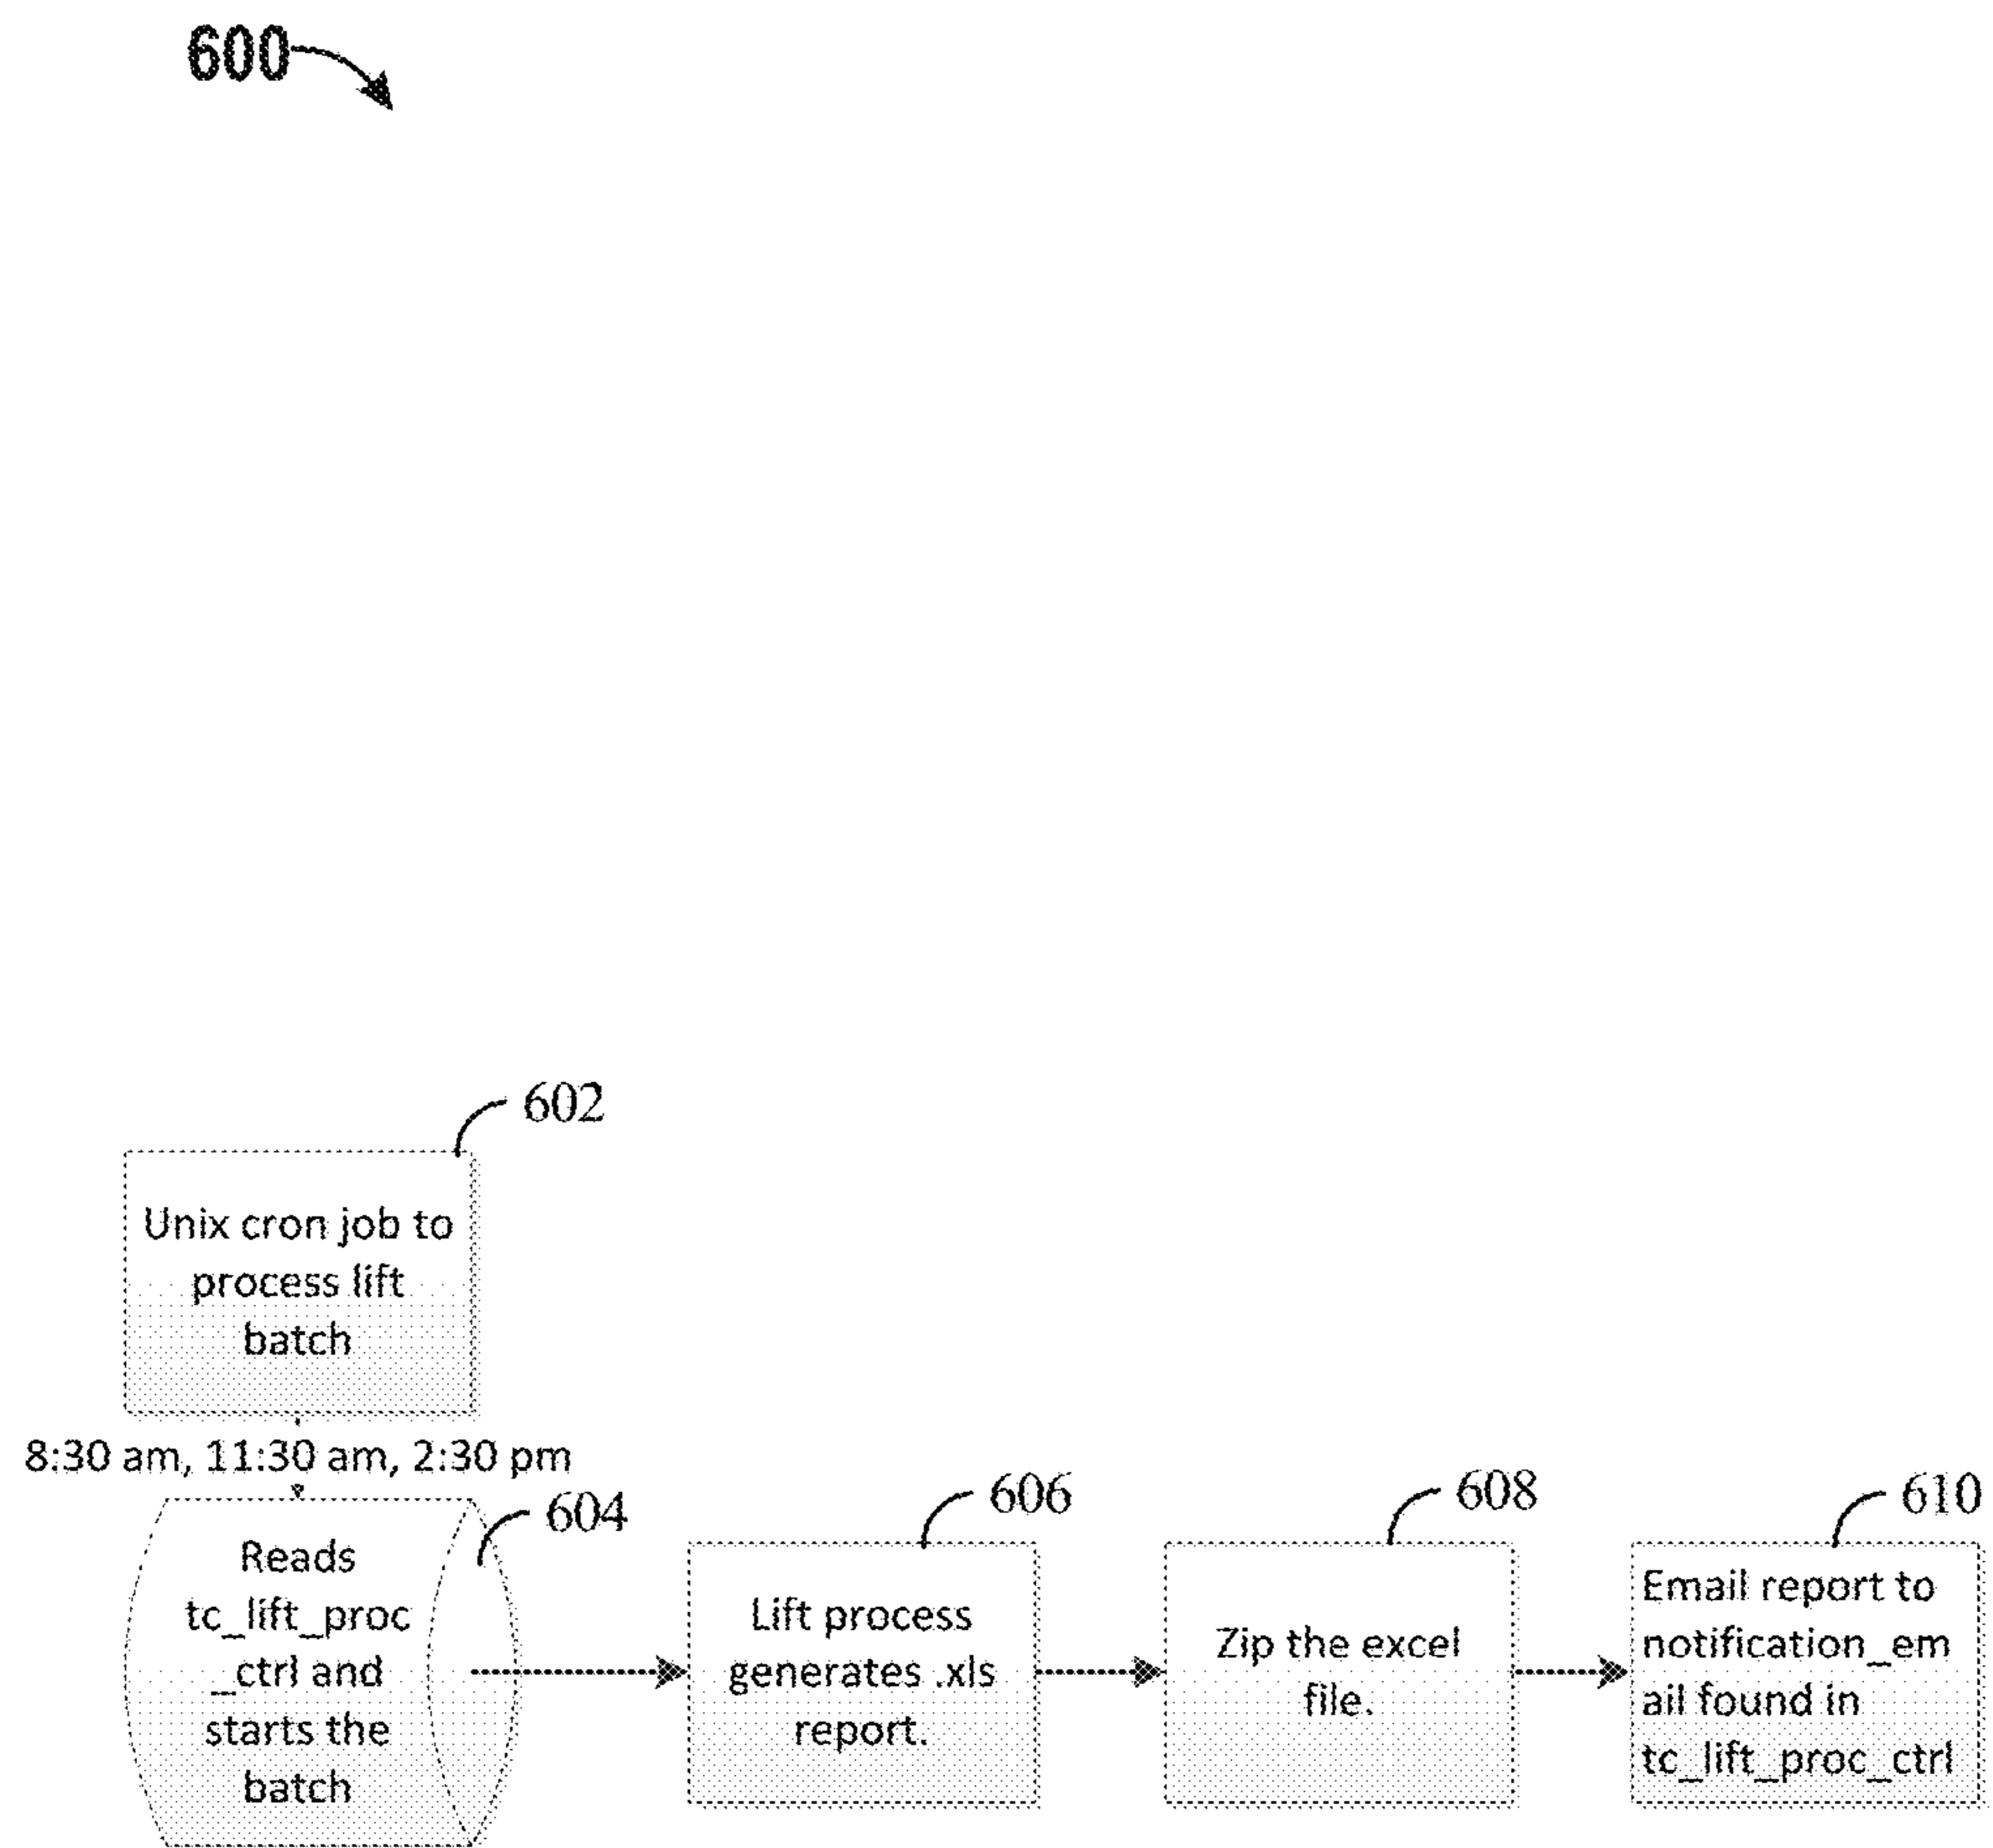 600
602
Unix cron job to
process lift
batch
8:30 am, 11:30 am, 2:30 pm
604
Reads
tc_lift_proc
_ctrl and
starts the
batch
606
Lift process
generates .xls
report.
608
Zip the excel
file.
610
Email report to
notification_em
ail found in
tc_lift_proc_ctrl